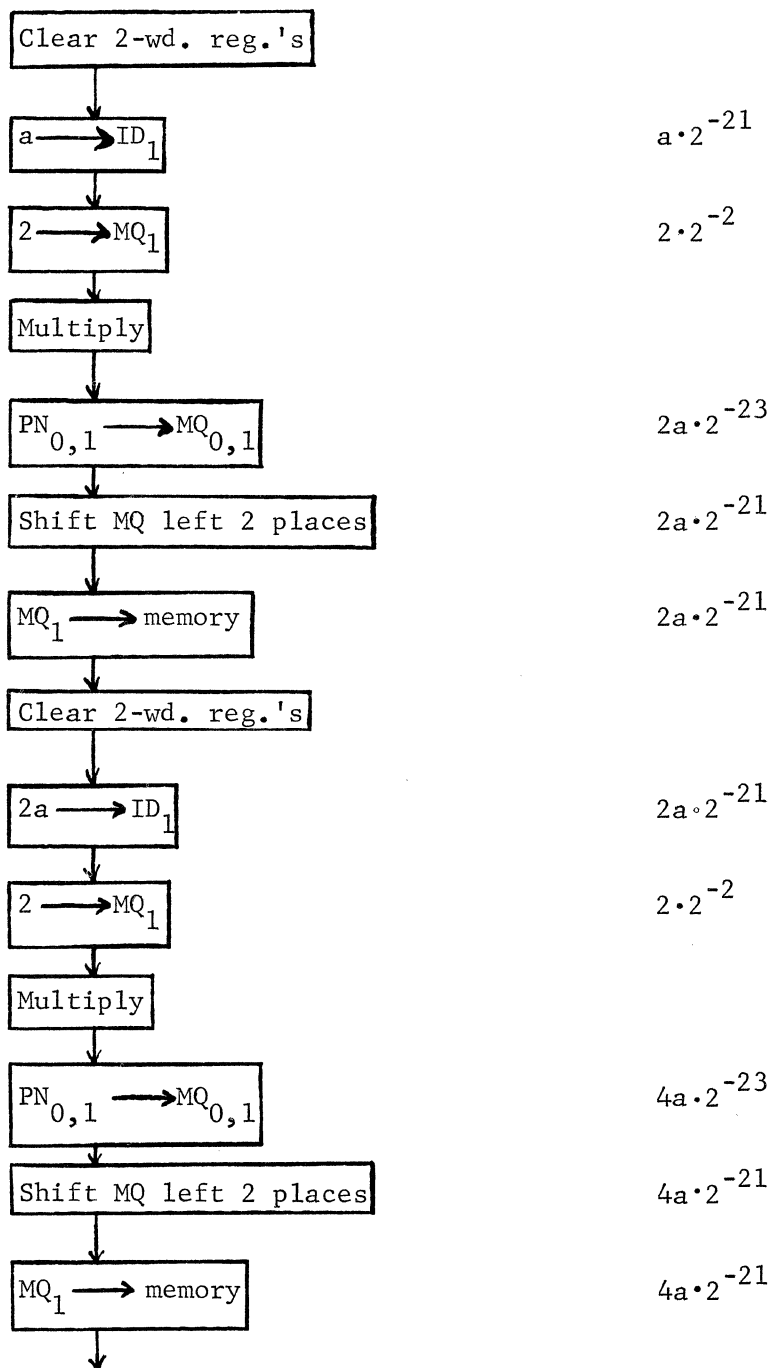 Clear 2-wd. reg.'s
a → ID₁ a·2⁻²¹
2 → MQ₁ 2·2⁻²
Multiply
PN₀,₁ → MQ₀,₁ 2a·2⁻²³
Shift MQ left 2 places 2a·2⁻²¹
MQ₁ → memory 2a·2⁻²¹
Clear 2-wd. reg.'s
2a → ID₁ 2a·2⁻²¹
2 → MQ₁ 2·2⁻²
Multiply
PN₀,₁ → MQ₀,₁ 4a·2⁻²³
Shift MQ left 2 places 4a·2⁻²¹
MQ₁ → memory 4a·2⁻²¹